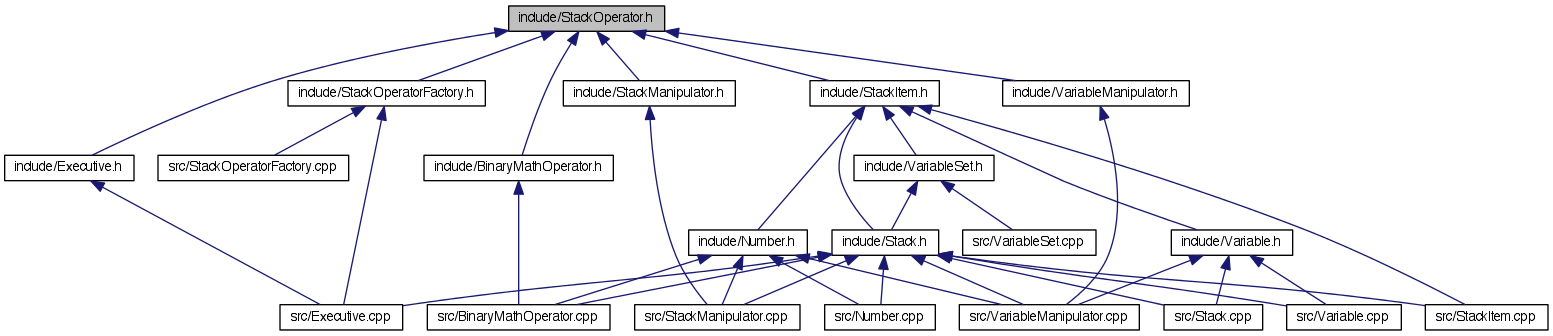 include/StackOperator.h
include/StackOperatorFactory.h
include/StackManipulator.h
include/StackItem.h
include/VariableManipulator.h
include/Executive.h
src/StackOperatorFactory.cpp
include/BinaryMathOperator.h
include/VariableSet.h
include/Number.h
include/Stack.h
src/VariableSet.cpp
include/Variable.h
src/Executive.cpp
src/BinaryMathOperator.cpp
src/StackManipulator.cpp
src/Number.cpp
src/VariableManipulator.cpp
src/Stack.cpp
src/Variable.cpp
src/StackItem.cpp